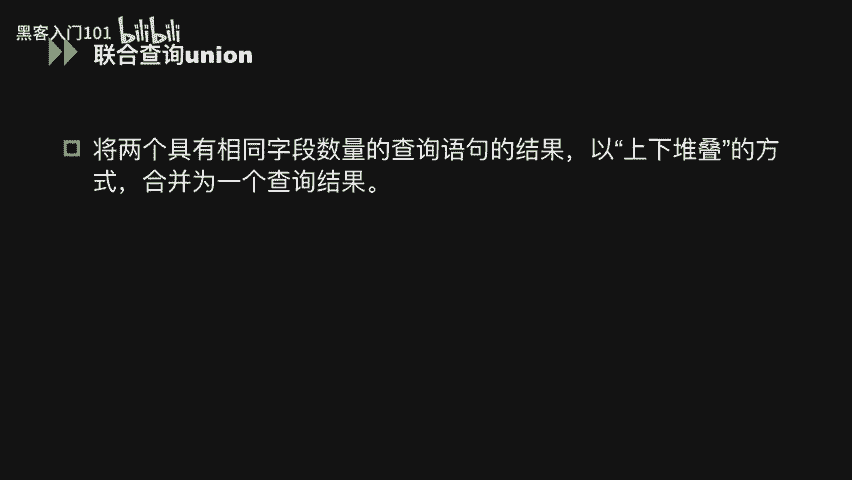 黑客入门101 bilibili
联合查询union
将两个具有相同字段数量的查询语句的结果，以“上下堆叠”的方
式，合并为一个查询结果。